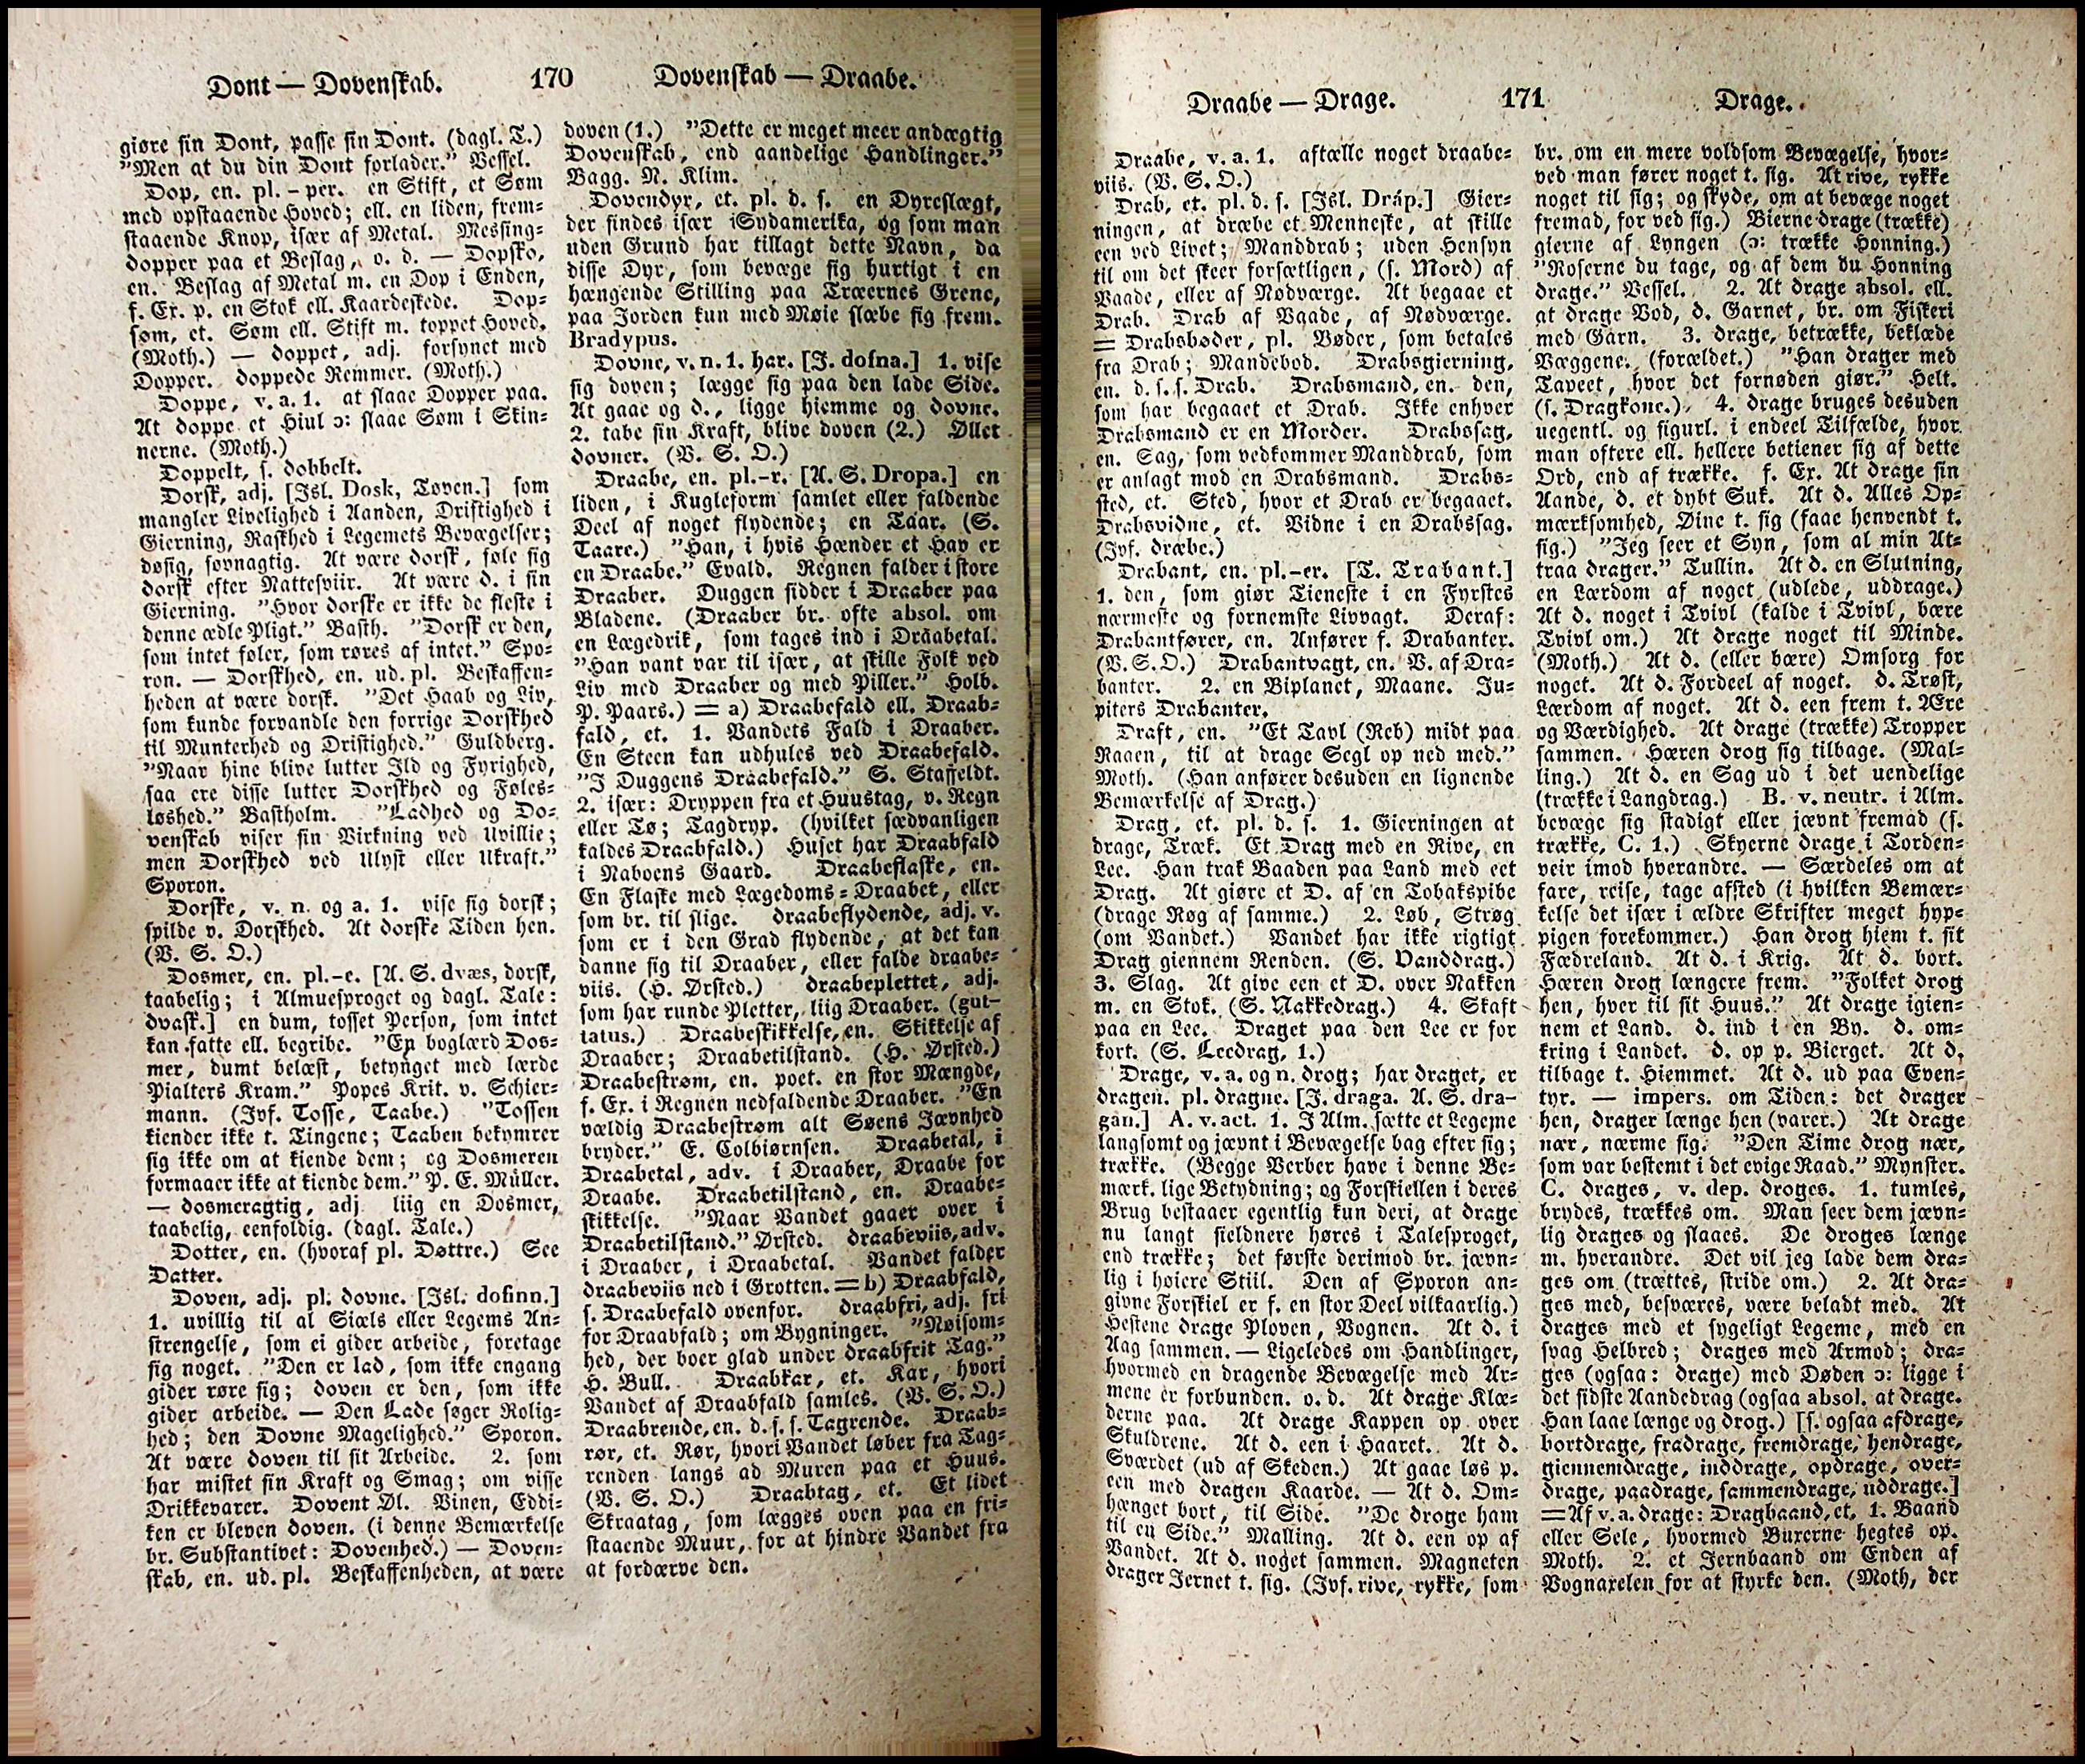 Dont — Dovenſkab. 170 Dovenſkab — Draabe.
giøre ſin Dont, paſſe ſin Dont. (dagl. T.)
"Men at du din Dont forlader." Veſſel.
Dop, en. pl. - per. en Stift, et Søm
med opſtaaende Hoved; ell. en liden, frem-
ſtaaende Knop, iſær af Metal. Mesſing-
dopper paa et Beſlag, o. d. — Dopſko,
en. Beſlag af Metal m. en Dop i Enden,
f. Ex. p. en Stok ell. Kaardeſkede. Dop-
ſøm, et. Søm ell. Stift m. toppet Hoved.
(Moth.) — doppet, adj. forſynet med
Dopper. doppede Remmer. (Moth.)
Doppe, v. a. 1. at ſlaae Dopper paa.
At doppe et Hiul ɔ: ſlaae Søm i Skin-
nerne. (Moth.)
Doppelt, ſ. dobbelt.
Dorſk, adj. [Isl. Dosk, Tøven.] ſom
mangler Livelighed i Aanden, Driftighed i
Gierning, Raſkhed i Legemets Bevægelſer;
døſig, ſøvnagtig. At være dorſk, føle ſig
dorſk efter Natteſviir. At være d. i ſin
Gierning. "Hvor dorſke er ikke de fleſte i
denne ædle Pligt." Baſth. "Dorſk er den,
ſom intet føler, ſom røres af intet." Spo-
ron. — Dorſkhed, en. ud. pl. Beſkaffen-
heden at være dorſk. "Det Haab og Liv,
ſom kunde forvandle den forrige Dorſkhed
til Munterhed og Driſtighed." Guldberg.
"Naar hine blive lutter Ild og Fyrighed,
ſaa ere disſe lutter Dorſkhed og Føles-
løshed." Baſtholm. "Ladhed og Do-
venſkab viſer ſin Virkning ved Uvillie;
men Dorſkhed ved Ulyſt eller Ukraft."
Sporon.
Dorſke, v. n. og a. 1. viſe ſig dorſk;
ſpilde v. Dorſkhed. At dorſke Tiden hen.
(V. S. O.)
Dosmer, en. pl.-e. [A. S. dvæs, dorſk,
taabelig; i Almueſproget og dagl. Tale:
dvaſk.] en dum, toſſet Perſon, ſom intet
kan fatte ell. begribe. "En boglærd Dos-
mer, dumt belæſt, betynget med lærde
Pialters Kram." Popes Krit. v. Schier-
mann. (Jvf. Toſſe, Taabe.) "Toſſen
kiender ikke t. Tingene; Taaben bekymrer
ſig ikke om at kiende dem; og Dosmeren
formaaer ikke at kiende dem." P. E. Müller.
— dosmeragtig, adj liig en Dosmer,
taabelig, eenfoldig. (dagl. Tale.)
Dotter, en. (hvoraf pl. Døttre.) See
Datter.
Doven, adj. pl. dovne. [Isl. dofinn.]
1. uvillig til al Siæls eller Legems An-
ſtrengelſe, ſom ei gider arbeide, foretage
ſig noget. "Den er lad, ſom ikke engang
gider røre ſig; doven er den, ſom ikke
gider arbeide. — Den Lade ſøger Rolig-
hed; den Dovne Magelighed." Sporon.
At være doven til ſit Arbeide. 2. ſom
har miſtet ſin Kraft og Smag; om viſſe
Drikkevarer. Dovent Øl. Vinen, Eddi-
ken er bleven doven. (i denne Bemærkelſe
br. Subſtantivet: Dovenhed.) — Doven-
ſkab, en. ud. pl. Beſkaffenheden, at være
doven (1.) "Dette er meget meer andægtig
Dovenſkab, end aandelige Handlinger."
Bagg. N. Klim.
Dovendyr, et. pl. d. ſ. en Dyreſlægt,
der findes iſær i Sydamerika, og ſom man
uden Grund har tillagt dette Navn, da
disſe Dyr, ſom bevæge ſig hurtigt i en
hængende Stilling paa Træernes Grene,
paa Jorden kun med Møie ſlæbe ſig frem.
Bradypus.
Dovne, v. n. 1. har. [J. dofna.] 1. viſe
ſig doven; lægge ſig paa den lade Side.
At gaae og d., ligge hiemme og dovne.
2. tabe ſin Kraft, blive doven (2.) Øllet
dovner. (V. S. O.)
Draabe, en. pl.-r. [A. S. Dropa.] en
liden, i Kugleform ſamlet eller faldende
Deel af noget flydende; en Taar. (S.
Taare.) "Han, i hvis Hænder et Hav er
en Draabe." Evald. Regnen falder i ſtore
Draaber. Duggen ſidder i Draaber paa
Bladene. (Draaber br. ofte absol. om
en Lægedrik, ſom tages ind i Draabetal.
"Han vant var til iſær, at ſkille Folk ved
Liv med Draaber og med Piller." Holb.
P. Paars.) = a) Draabefald ell. Draab-
fald, et. 1. Vandets Fald i Draaber.
En Steen kan udhules ved Draabefald.
"I Duggens Draabefald." S. Staffeldt.
2. iſær: Dryppen fra et Huustag, v. Regn
eller Tø; Tagdryp. (hvilket ſædvanligen
kaldes Draabfald.) Huſet har Draabfald
i Naboens Gaard. Draabeflaſke, en.
En Flaſke med Lægedoms-Draaber, eller
ſom br. til ſlige. draabeflydende, adj. v.
ſom er i den Grad flydende, at det kan
danne ſig til Draaber, eller falde draabe-
viis. (H. Ørſted.) draabeplettet, adj.
ſom har runde Pletter, liig Draaber. (gut-
tatus.) Draabeſkikkelſe, en. Skikkelſe af
Draaber; Draabetilſtand. (H. Ørſted.)
Draabeſtrøm, en. poet. en ſtor Mængde,
f. Ex. i Regnen nedfaldende Draaber. "En
vældig Draabeſtrøm alt Søens Jævnhed
bryder." E. Colbiørnſen. Draabetal, i
Draabetal, adv. i Draaber, Draabe for
Draabe. Draabetilſtand, en. Draabe-
ſkikkelſe. "Naar Vandet gaaer over i
Draabetilſtand." Ørſted. draabeviis, adv.
i Draaber, i Draabetal. Vandet falder
draabeviis ned i Grotten. = b) Draabfald,
ſ. Draabefald ovenfor. draabfri, adj. fri
for Draabfald; om Bygninger. "Nøiſom-
hed, der boer glad under draabfrit Tag."
H. Bull. Draabkar, et. Kar, hvori
Vandet af Draabfald ſamles. (V. S. O.)
Draabrende, en. d. ſ. ſ. Tagrende. Draab-
rør, et. Rør, hvori Vandet løber fra Tag-
renden langs ad Muren paa et Huus.
(V. S. O.) Draabtag, et. Et lidet
Skraatag, ſom lægges oven paa en fri-
ſtaaende Muur, for at hindre Vandet fra
at fordærve den.
Draabe — Drage. 171 Drage.
Draabe, v. a. 1. aftælle noget draabe-
viis. (V. S. O.)
Drab, et. pl. d. ſ. [Isl. Dráp.] Gier-
ningen, at dræbe et Menneſke, at ſkille
een ved Livet; Manddrab; uden Henſyn
til om det ſkeer forſætligen, (ſ. Mord) af
Vaade, eller af Nødværge. At begaae et
Drab. Drab af Vaade, af Nødværge.
= Drabsbøder, pl. Bøder, ſom betales
fra Drab; Mandebod. Drabsgierning,
en. d. ſ. ſ. Drab. Drabsmand, en. den,
ſom har begaaet et Drab. Ikke enhver
Drabsmand er en Morder. Drabsſag,
en. Sag, ſom vedkommer Manddrab, ſom
er anlagt mod en Drabsmand. Drabs-
ſted, et. Sted, hvor et Drab er begaaet.
Drabsvidne, et. Vidne i en Drabsſag.
(Jvf. dræbe.)
Drabant, en. pl.-er. [T. Trabant.]
1. den, ſom giør Tieneſte i en Fyrſtes
nærmeſte og fornemſte Livvagt. Deraf:
Drabantfører, en. Anfører f. Drabanter.
(V. S. O.) Drabantvagt, en. V. af Dra-
banter. 2. en Biplanet, Maane. Ju-
piters Drabanter.
Draft, en. "Et Tavl (Reb) midt paa
Raaen, til at drage Segl op ned med."
Moth. (Han anfører desuden en lignende
Bemærkelſe af Drag.)
Drag, et. pl. d. ſ. 1. Gierningen at
drage, Træk. Et Drag med en Rive, en
Lee. Han trak Baaden paa Land med eet
Drag. At giøre et D. af en Tobakspibe
(drage Røg af ſamme.) 2. Løb, Strøg
(om Vandet.) Vandet har ikke rigtigt
Drag giennem Renden. (S. Vanddrag.)
3. Slag. At give een et D. over Nakken
m. en Stok. (S. Nakkedrag.) 4. Skaft
paa en Lee. Draget paa den Lee er for
kort. (S. Leedrag, 1.)
Drage, v. a. og n. drog; har draget, er
dragen. pl. dragne. [J. draga. A. S. dra-
gan.] A. v. act. 1. I Alm. ſætte et Legeme
langſomt og jævnt i Bevægelſe bag efter ſig;
trække. (Begge Verber have i denne Be-
mærk. lige Betydning; og Forſkiellen i deres
Brug beſtaaer egentlig kun deri, at drage
nu langt ſieldnere høres i Taleſproget,
end trække; det førſte derimod br. jævn-
lig i høiere Stiil. Den af Sporon an-
givne Forſkiel er f. en ſtor Deel vilkaarlig.)
Heſtene drage Ploven, Vognen. At d. i
Aag ſammen. — Ligeledes om Handlinger,
hvormed en dragende Bevægelſe med Ar-
mene er forbunden. o. d. At drage Klæ-
derne paa. At drage Kappen op over
Skuldrene. At d. een i Haaret. At d.
Sværdet (ud af Skeden.) At gaae løs p.
een med dragen Kaarde. — At d. Om-
hænget bort, til Side. "De droge ham
til en Side." Malling. At d. een op af
Vandet. At d. noget ſammen. Magneten
drager Jernet t. ſig. (Jvf. rive, rykke, ſom
br. om en mere voldſom Bevægelſe, hvor-
ved man fører noget t. ſig. At rive, rykke
noget til ſig; og ſkyde, om at bevæge noget
fremad, for ved ſig.) Bierne drage (trække)
gierne af Lyngen (ɔ: trække Honning.)
"Roſerne du tage, og af dem du Honning
drage." Veſſel. 2. At drage absol. ell.
at drage Vod, d. Garnet, br. om Fiſkeri
med Garn. 3. drage, betrække, beklæde
Væggene. (forældet.) "Han drager med
Tapeet, hvor det fornøden giør." Helt.
(ſ. Dragkone.) 4. drage bruges desuden
uegentl. og figurl. i endeel Tilfælde, hvor
man oftere ell. hellere betiener ſig af dette
Ord, end af trække. f. Ex. At drage ſin
Aande, d. et dybt Suk. At d. Alles Op-
mærkſomhed, Øine t. ſig (faae henvendt t.
ſig.) "Jeg ſeer et Syn, ſom al min At-
traa drager." Tullin. At d. en Slutning,
en Lærdom af noget (udlede, uddrage.)
At d. noget i Tvivl (kalde i Tvivl, bære
Tvivl om.) At drage noget til Minde.
(Moth.) At d. (eller bære) Omſorg for
noget. At d. Fordeel af noget. d. Trøſt,
Lærdom af noget. At d. een frem t. Ære
og Værdighed. At drage (trække) Tropper
ſammen. Hæren drog ſig tilbage. (Mal-
ling.) At d. en Sag ud i det uendelige
(trække i Langdrag.) B. v. neutr. i Alm.
bevæge ſig ſtadigt eller jævnt fremad (ſ.
trække, C. 1.) Skyerne drage i Torden-
veir imod hverandre. — Særdeles om at
fare, reiſe, tage afſted (i hvilken Bemær-
kelſe det iſær i ældre Skrifter meget hyp-
pigen forekommer.) Han drog hiem t. ſit
Fædreland. At d. i Krig. At d. bort.
Hæren drog længere frem. "Folket drog
hen, hver til ſit Huus." At drage igien-
nem et Land. d. ind i en By. d. om-
kring i Landet. d. op p. Bierget. At d.
tilbage t. Hiemmet. At d. ud paa Even-
tyr. — impers. om Tiden: det drager
hen, drager længe hen (varer.) At drage
nær, nærme ſig. "Den Time drog nær,
ſom var beſtemt i det evige Raad." Mynſter.
C. drages, v. dep. droges. 1. tumles,
brydes, trækkes om. Man ſeer dem jævn-
lig drages og ſlaaes. De droges længe
m. hverandre. Det vil jeg lade dem dra-
ges om (trættes, ſtride om.) 2. At dra-
ges med, beſværes, være beladt med. At
drages med et ſygeligt Legeme, med en
ſvag Helbred; drages med Armod; dra-
ges (ogſaa: drage) med Døden ɔ: ligge i
det ſidſte Aandedrag (ogſaa absol. at drage.
Han laae længe og drog.) [ſ. ogſaa afdrage,
bortdrage, fradrage, fremdrage, hendrage,
giennemdrage, inddrage, opdrage, over-
drage, paadrage, ſammendrage, uddrage.]
= Af v. a. drage: Dragbaand, et. 1. Baand
eller Sele, hvormed Buxerne hegtes op.
Moth. 2. et Jernbaand om Enden af
Vognaxelen for at ſtyrke den. (Moth, der